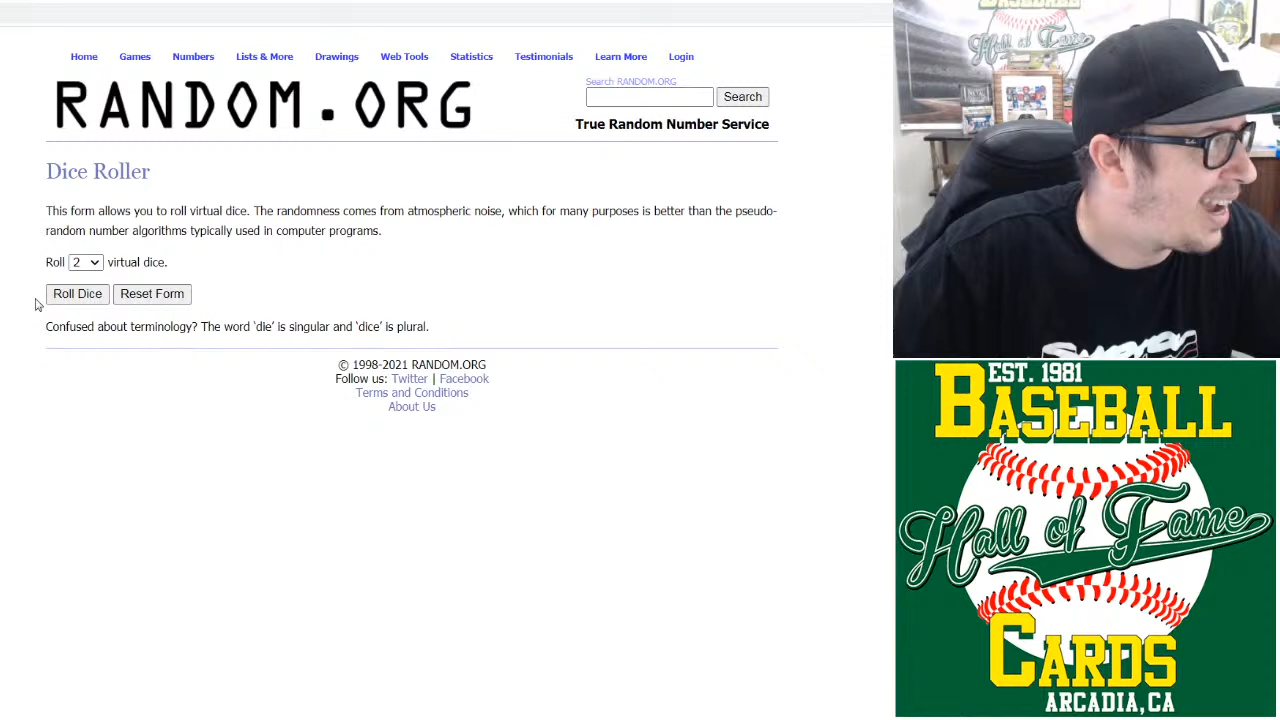 Home Games Numbers Lists & More Drawings Web Tools Statistics Testimonials Learn More Login
RANDOM.ORG
Search RANDOM.ORG
Search
True Random Number Service
Dice Roller
This form allows you to roll virtual dice. The randomness comes from atmospheric noise, which for many purposes is better than the pseudo-
random number algorithms typically used in computer programs.
Roll 2 virtual dice.
Roll Dice Reset Form
Confused about terminology? The word ‘die’ is singular and ‘dice’ is plural.
© 1998-2021 RANDOM.ORG
Follow us: Twitter | Facebook
Terms and Conditions
About Us
BASEBALL
Hall of Fame
EST. 1981
BASEBALL
Hall of Fame
CARDS
ARCADIA, CA